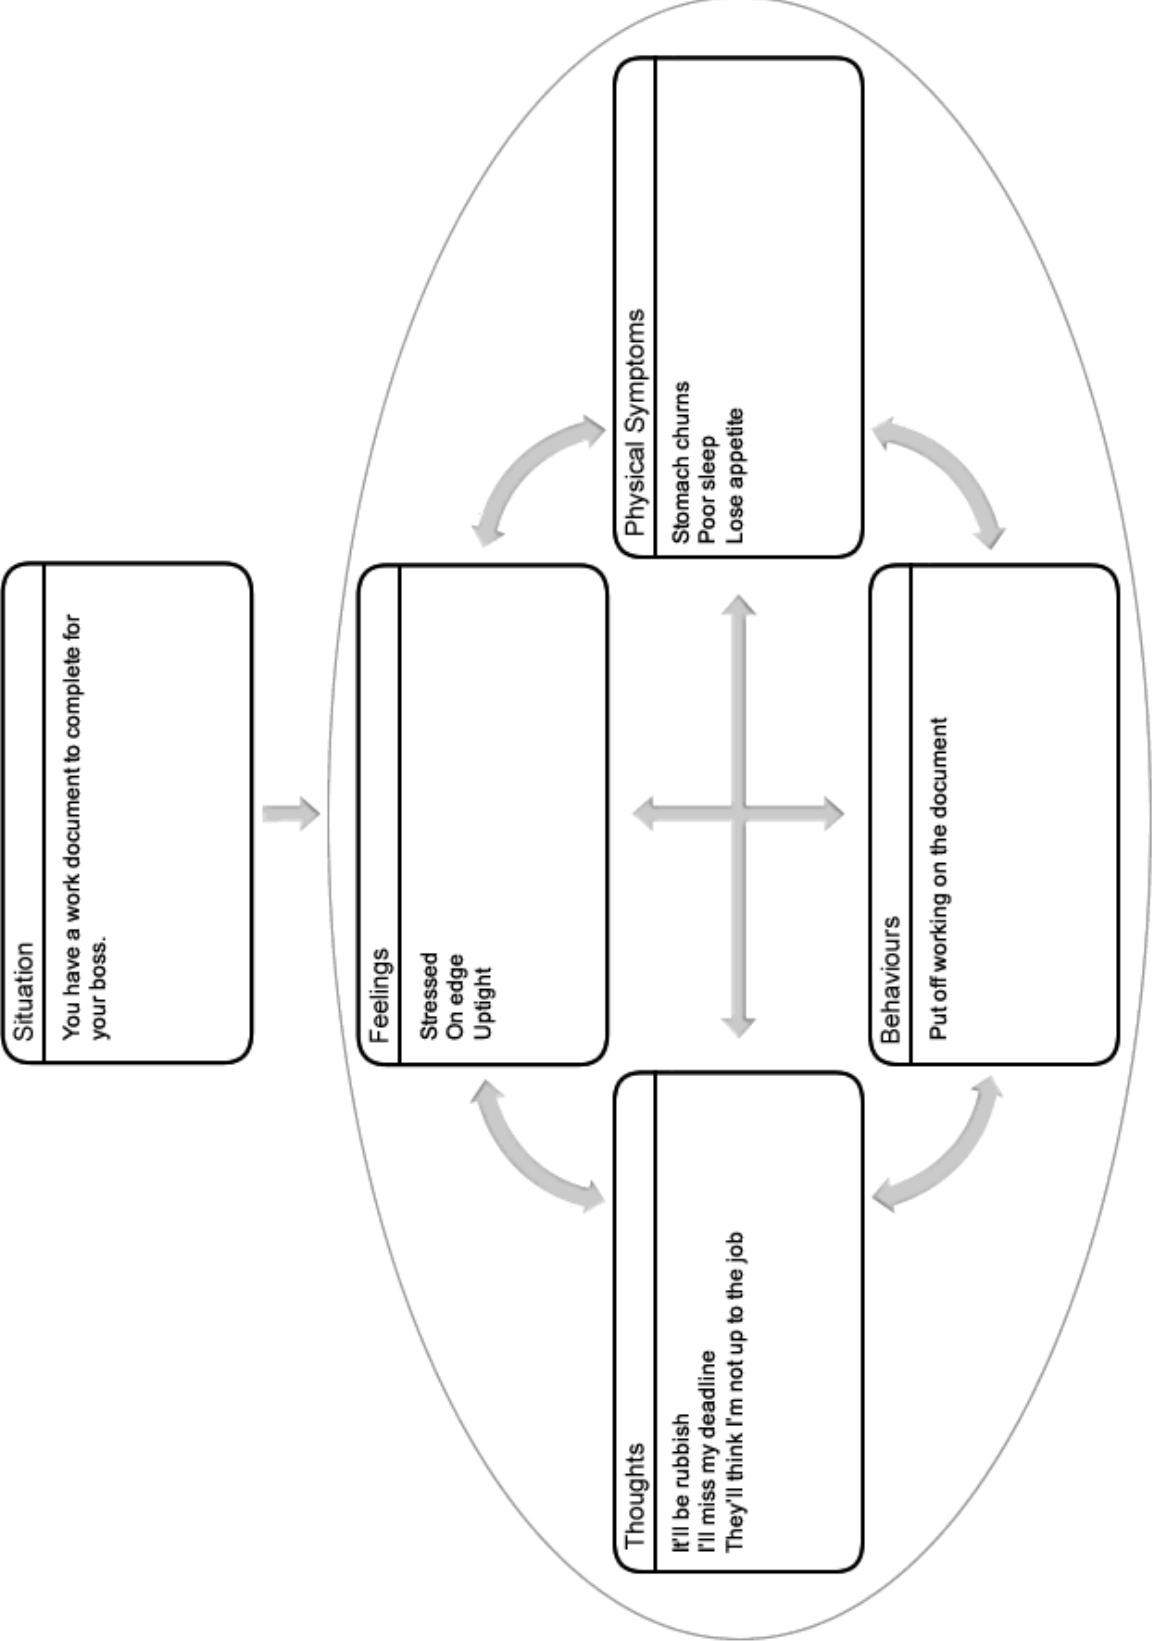 Situation
You have a work document to complete for
your boss.
Feelings
Stressed
On edge
Uptight
Thoughts
It'll be rubbish
I'll miss my deadline
They'll think I'm not up to the job
Physical Symptoms
Stomach churns
Poor sleep
Lose appetite
Behaviours
Put off working on the document